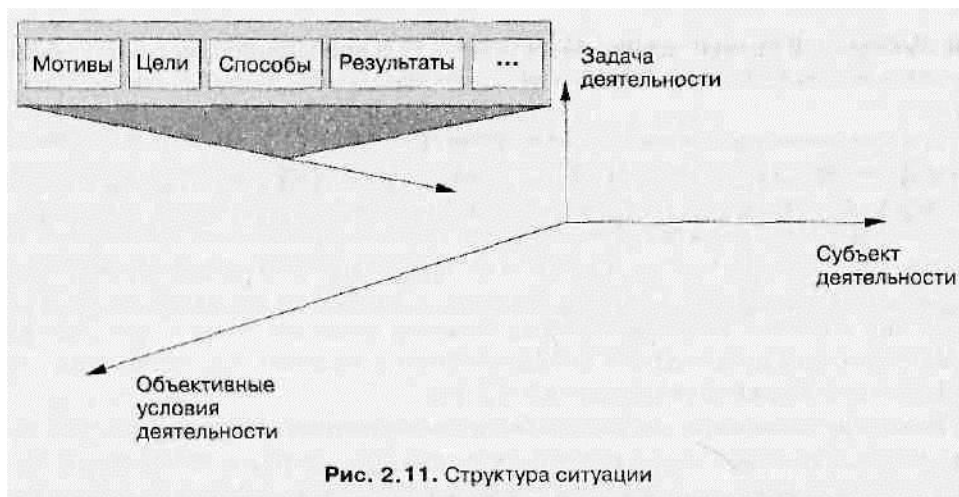 Мотивы
Цели
Способы
Результаты
...
Задача
деятельности
Субъект
деятельности
Объективные
условия
деятельности
Рис. 2.11. Структура ситуации